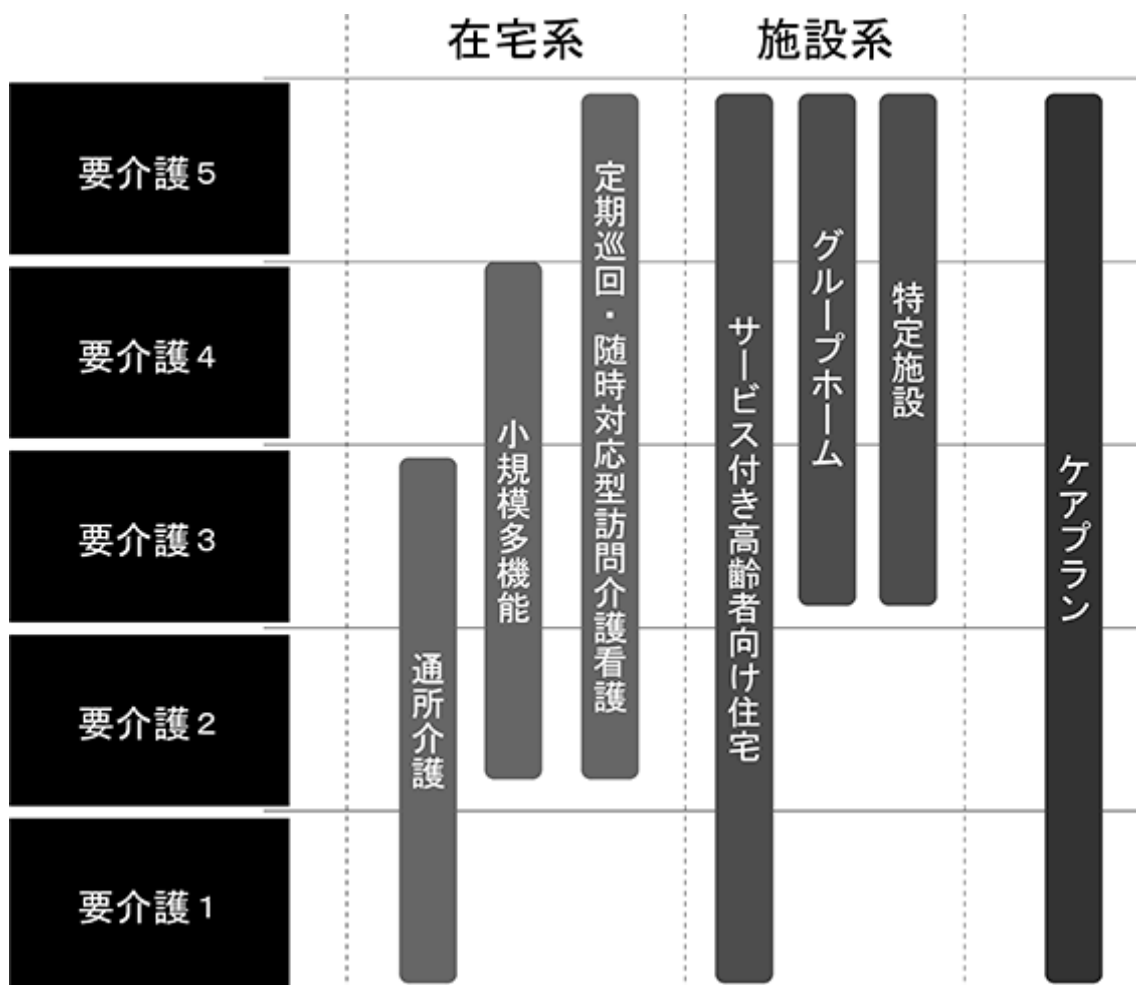 在宅系
施設系
要介護5
要介護4
要介護3
要介護2
要介護1
通所介護
小規模多機能
定期巡回・随時対応型訪問介護看護
サービス付き高齢者向け住宅
グループホーム
特定施設
ケアプラン